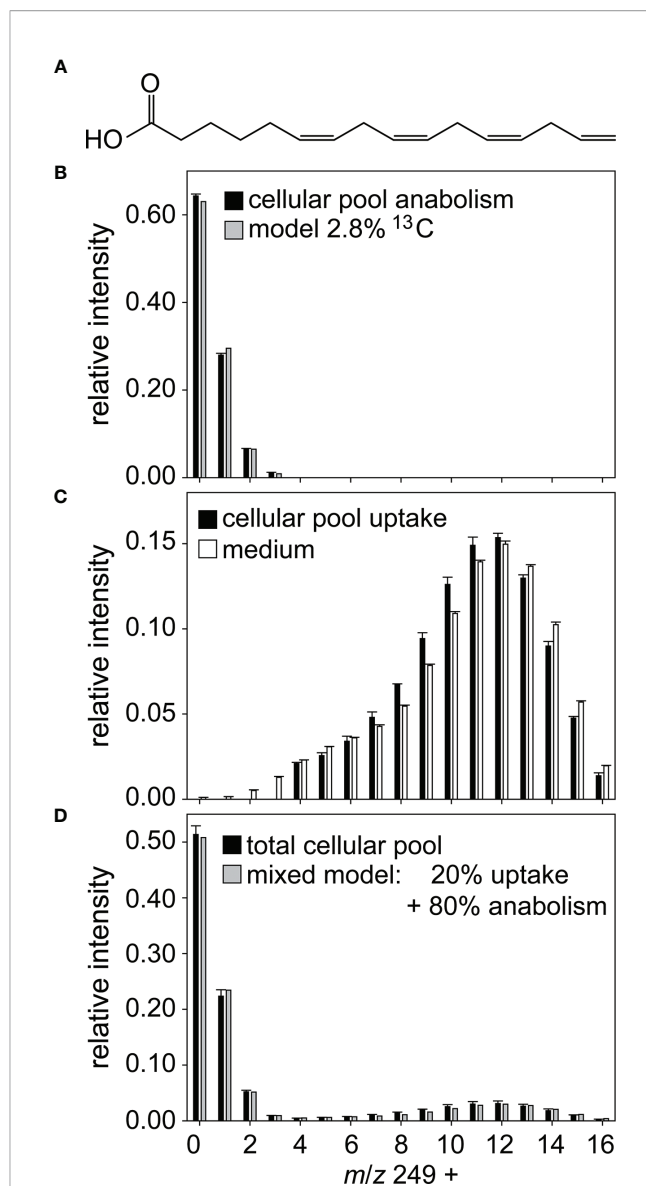 A
O
HO
B
0.60
0.40
0.20
0.00
relative intensity
cellular pool anabolism
model 2.8% ¹³C
C
0.15
0.10
0.05
0.00
relative intensity
cellular pool uptake
medium
D
0.50
0.40
0.30
0.20
0.10
0.00
relative intensity
total cellular pool
mixed model: 20% uptake
+ 80% anabolism
0 2 4 6 8 10 12 14 16
m/z 249 +